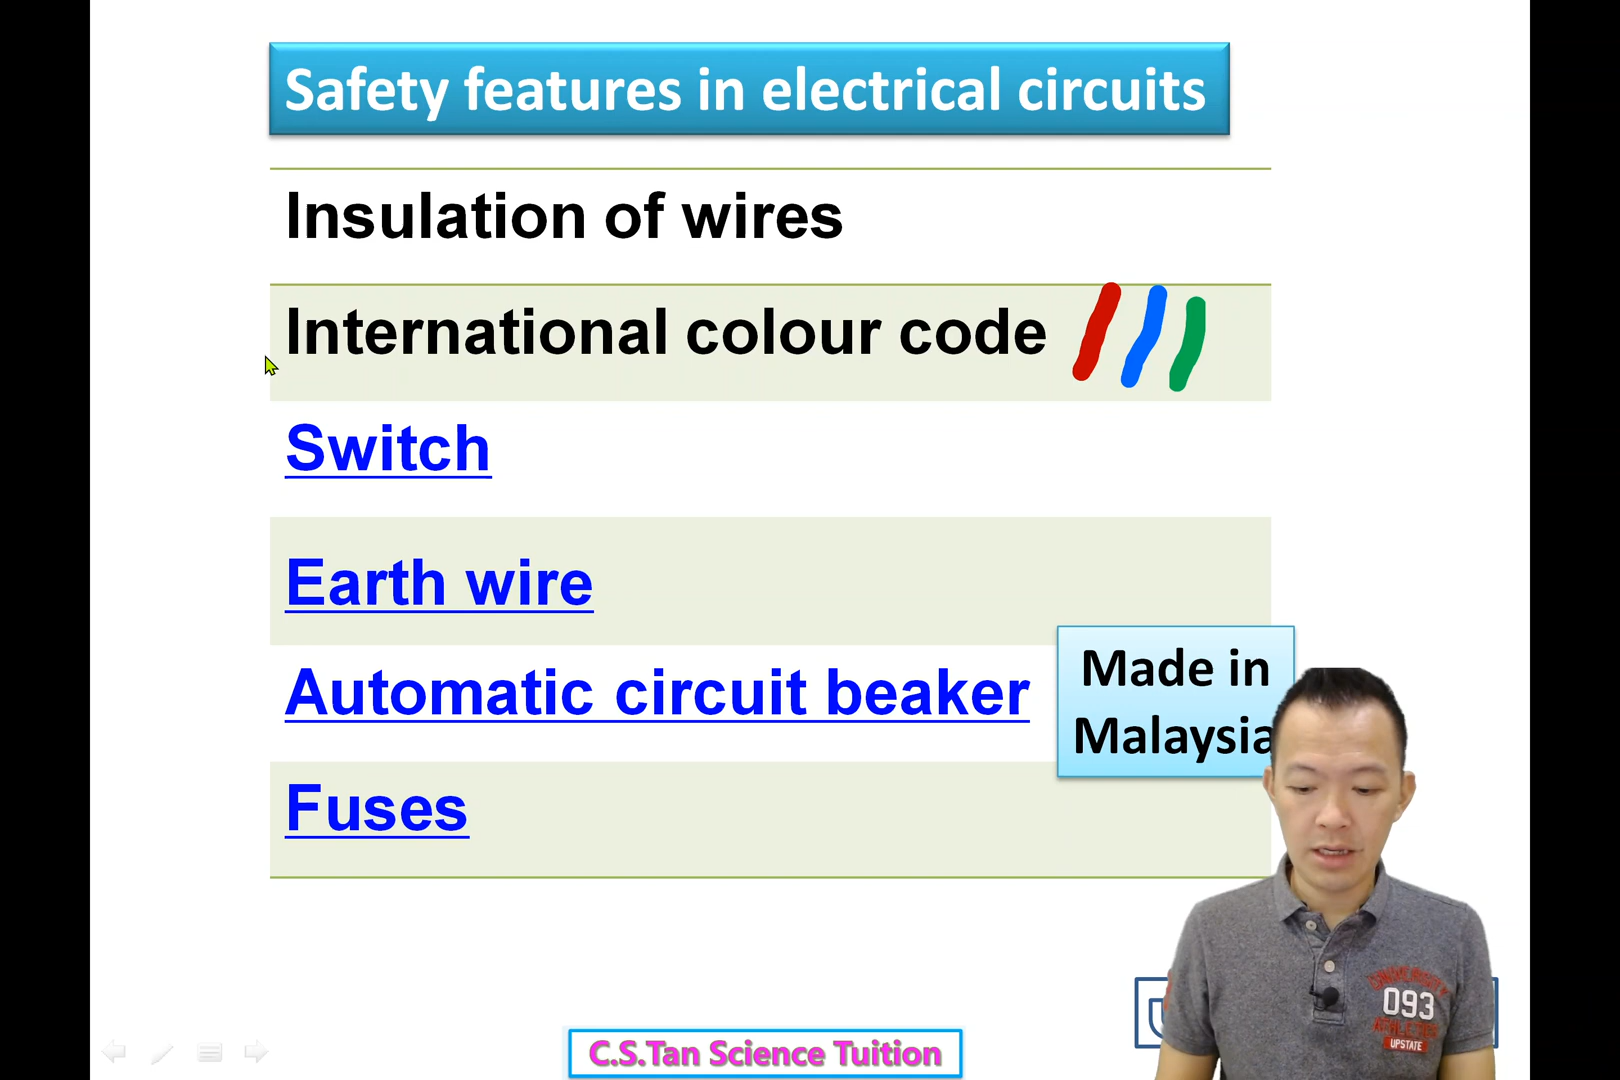 Safety features in electrical circuits
Insulation of wires
International colour code
Switch
Earth wire
Automatic circuit beaker
Made in
Malaysia
Fuses
093
UPSTATE
C.S.Tan Science Tuition